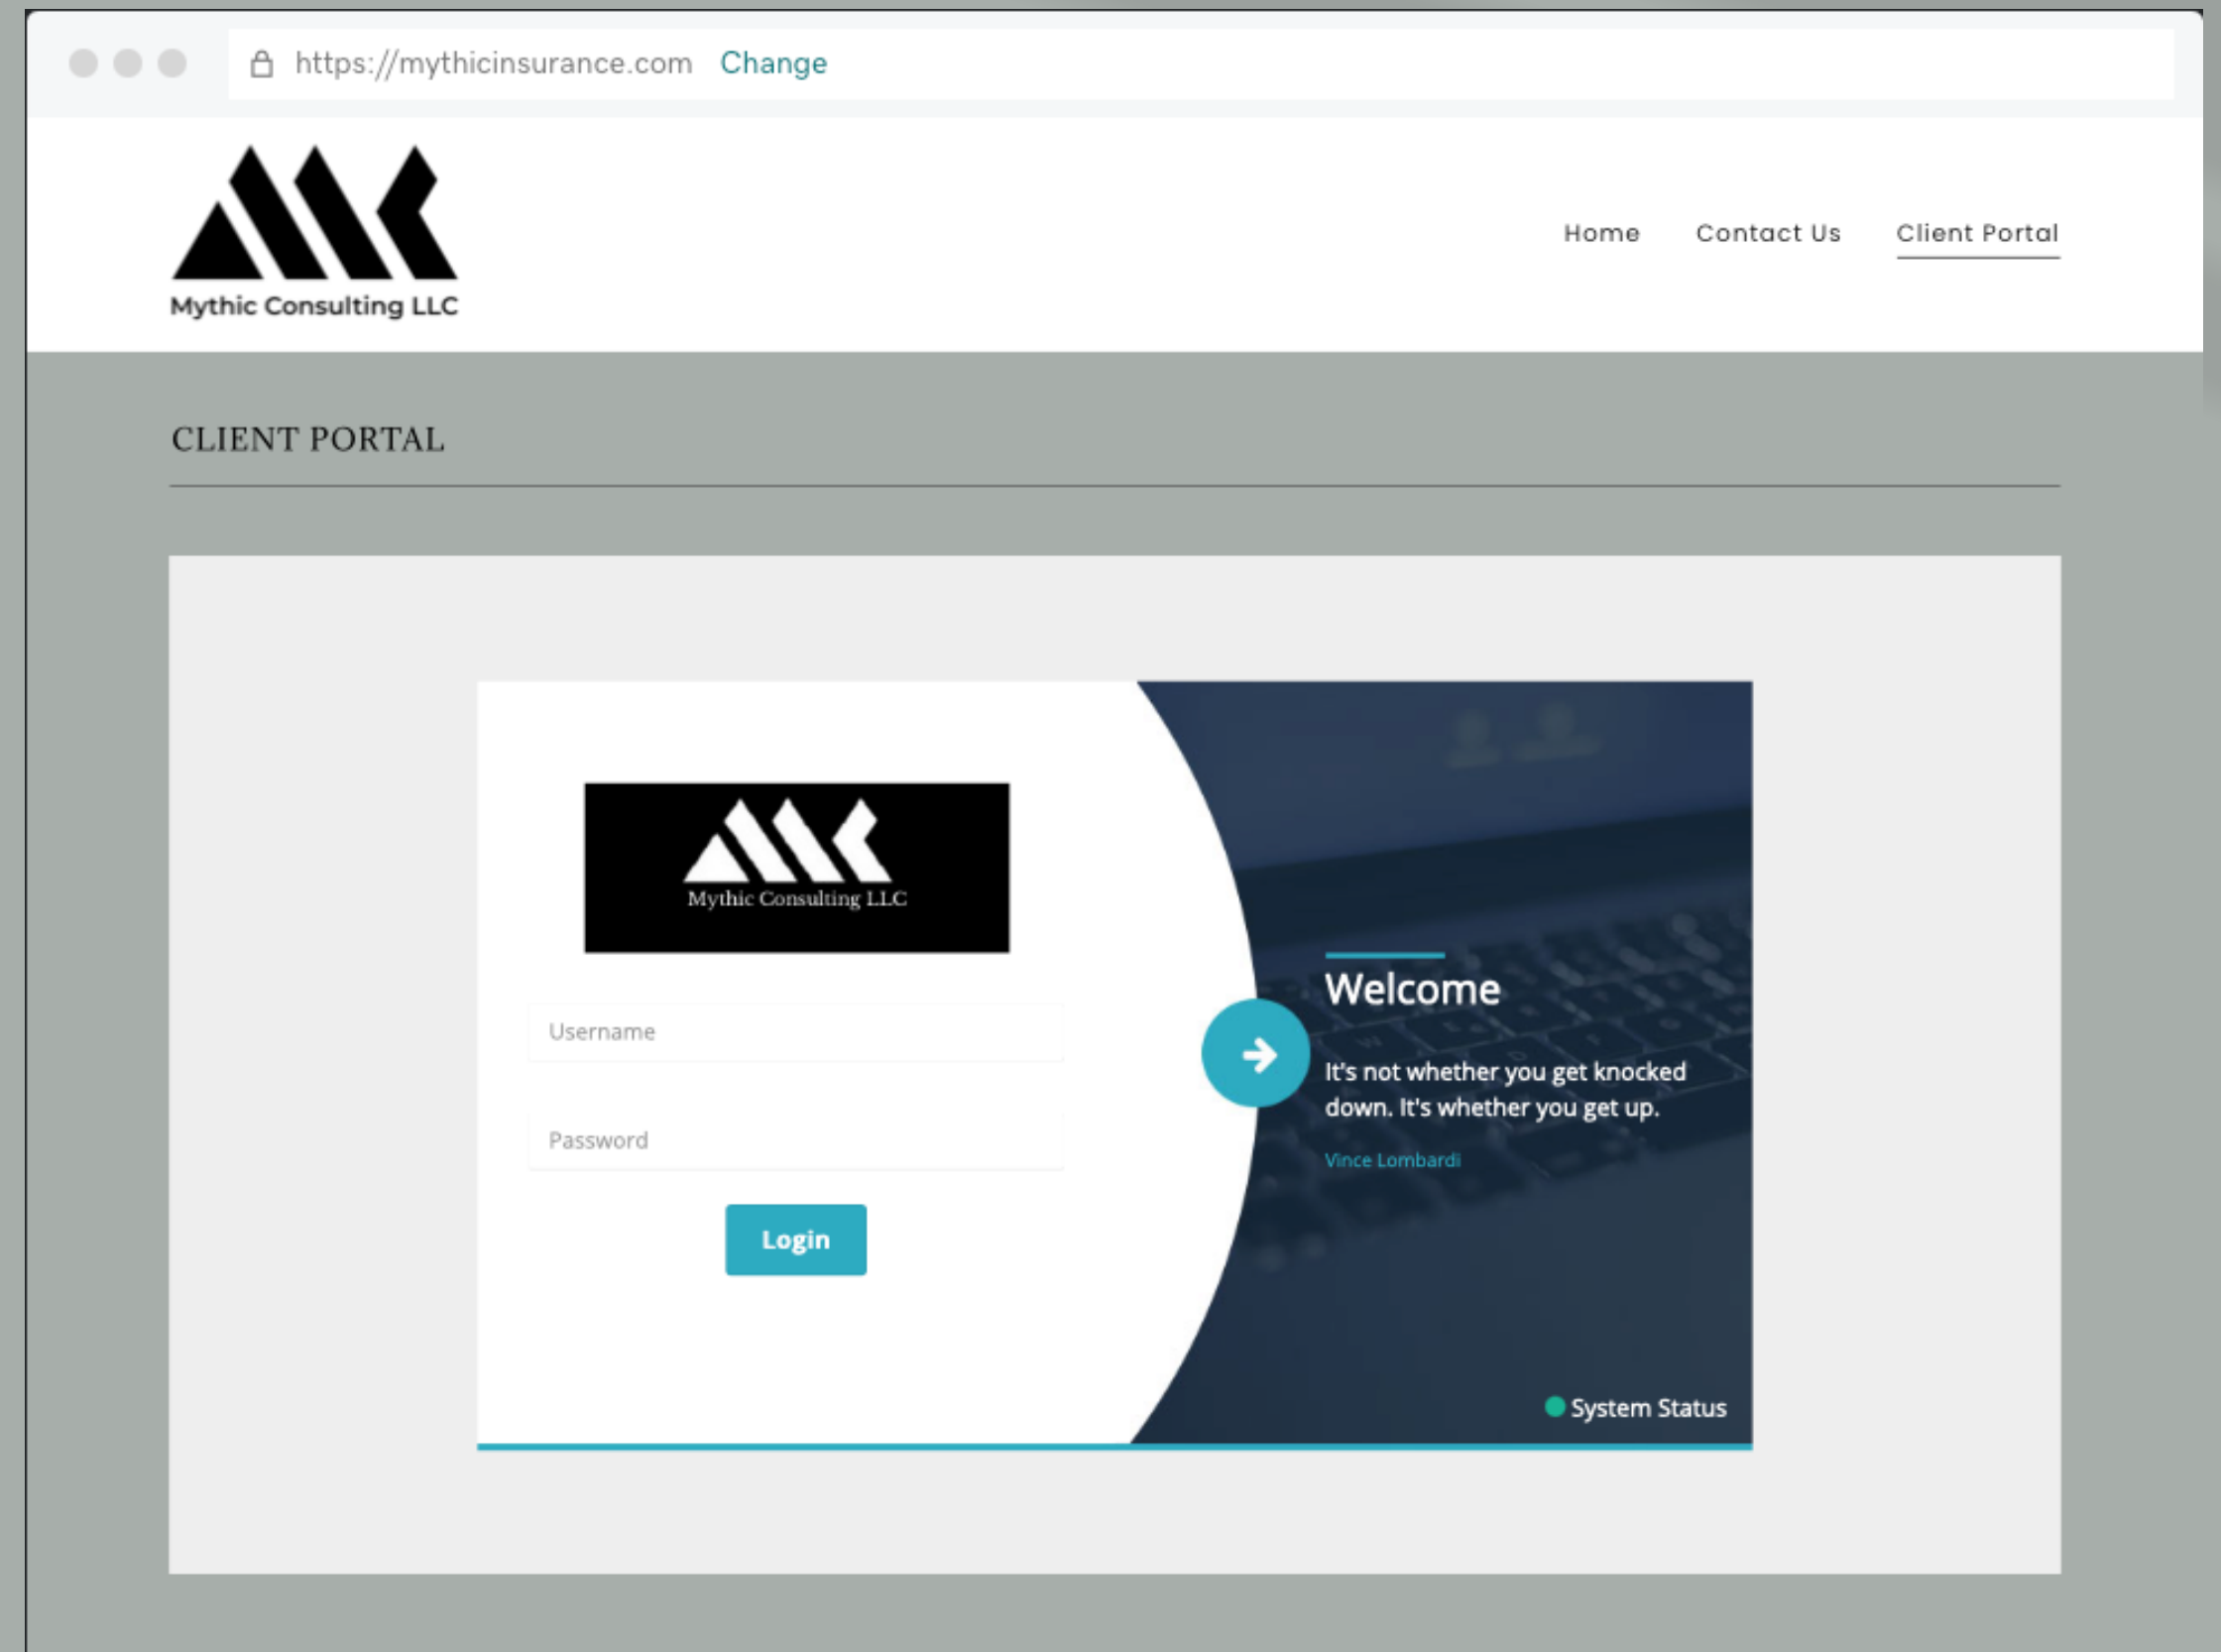 https://mythicinsurance.com Change
Mythic Consulting LLC
Home Contact Us Client Portal
CLIENT PORTAL
Mythic Consulting LLC
Username
Password
Login
Welcome
It's not whether you get knocked
down. It's whether you get up.
Vince Lombardi
System Status